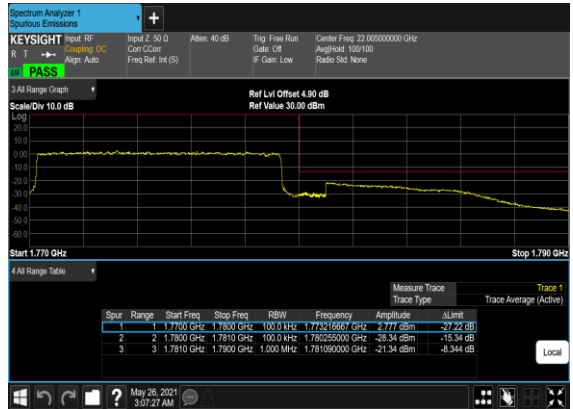 Spectrum Analyzer 1
Spurious Emissions
KEYSIGHT Input: RF Input Z: 50 Ω Atten: 40 dB Trig: Free Run Center Freq: 22.005000000 GHz
R T Coupling: DC Corr CCorr Gate: Off Avg|Hold: 100/100
Align: Auto Freq Ref: Int (S) IF Gain: Low Radio Std: None
PASS
3 All Range Graph
Ref Lvl Offset 4.90 dB
Scale/Div 10.0 dB Ref Value 30.00 dBm
Log
20.0
10.0
0.00
-10.0
-20.0
-30.0
-40.0
-50.0
-60.0
Start 1.770 GHz Stop 1.790 GHz
4 All Range Table
Measure Trace Trace 1
Trace Type Trace Average (Active)
Spur Range Start Freq Stop Freq RBW Frequency Amplitude ΔLimit
1 1 1.7700 GHz 1.7800 GHz 100.0 kHz 1.773216667 GHz 2.777 dBm -27.22 dB
2 2 1.7800 GHz 1.7810 GHz 100.0 kHz 1.780255000 GHz -28.34 dBm -15.34 dB
3 3 1.7810 GHz 1.7900 GHz 1.000 MHz 1.781090000 GHz -21.34 dBm -8.344 dB
Local
? May 26, 2021
3:07:27 AM